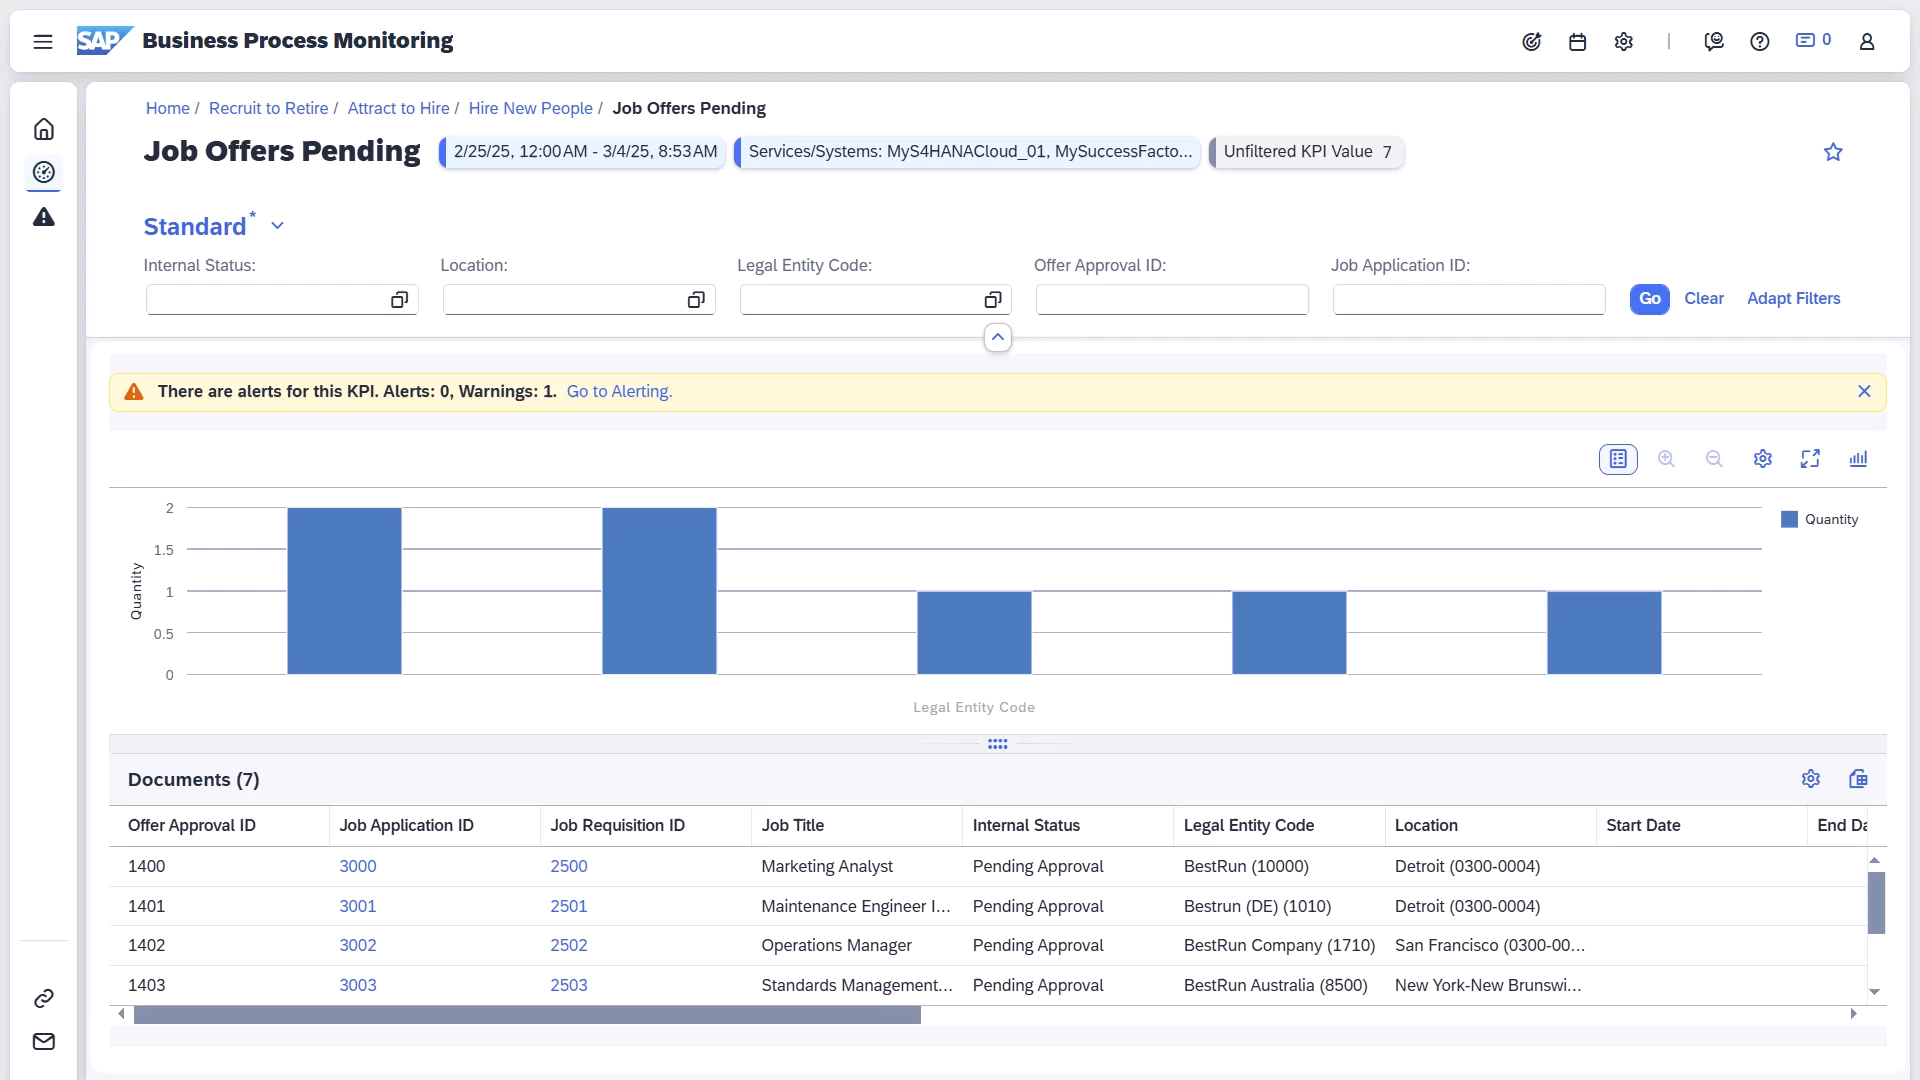 SAP Business Process Monitoring
0
Home / Recruit to Retire / Attract to Hire / Hire New People / Job Offers Pending
Job Offers Pending 2/25/25, 12:00 AM - 3/4/25, 8:53 AM Services/Systems: MyS4HANACloud_01, MySuccessFacto... Unfiltered KPI Value 7
Standard*
Internal Status: Location: Legal Entity Code: Offer Approval ID: Job Application ID:
Go Clear Adapt Filters
There are alerts for this KPI. Alerts: 0, Warnings: 1. Go to Alerting.
Quantity
2
1.5
1
0.5
0
Quantity
Legal Entity Code
Documents (7)
Offer Approval ID Job Application ID Job Requisition ID Job Title Internal Status Legal Entity Code Location Start Date End Da
1400 3000 2500 Marketing Analyst Pending Approval BestRun (10000) Detroit (0300-0004)
1401 3001 2501 Maintenance Engineer I... Pending Approval Bestrun (DE) (1010) Detroit (0300-0004)
1402 3002 2502 Operations Manager Pending Approval BestRun Company (1710) San Francisco (0300-00...
1403 3003 2503 Standards Management... Pending Approval BestRun Australia (8500) New York-New Brunswi...